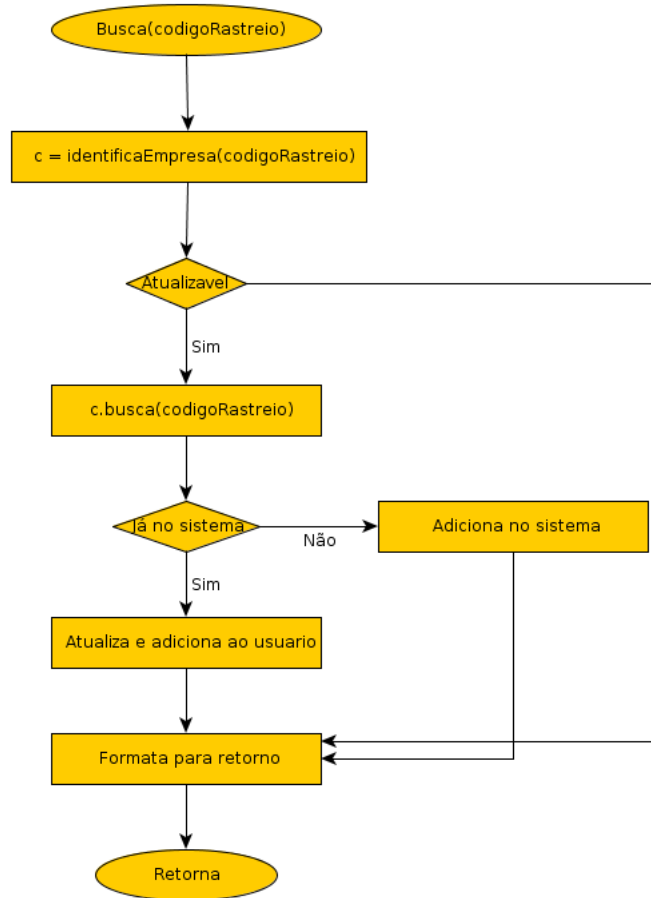 Busca(codigoRastreio)
c = identificaEmpresa(codigoRastreio)
Atualizavel
Sim
c.busca(codigoRastreio)
Já no sistema
Não
Adiciona no sistema
Sim
Atualiza e adiciona ao usuario
Formata para retorno
Retorna